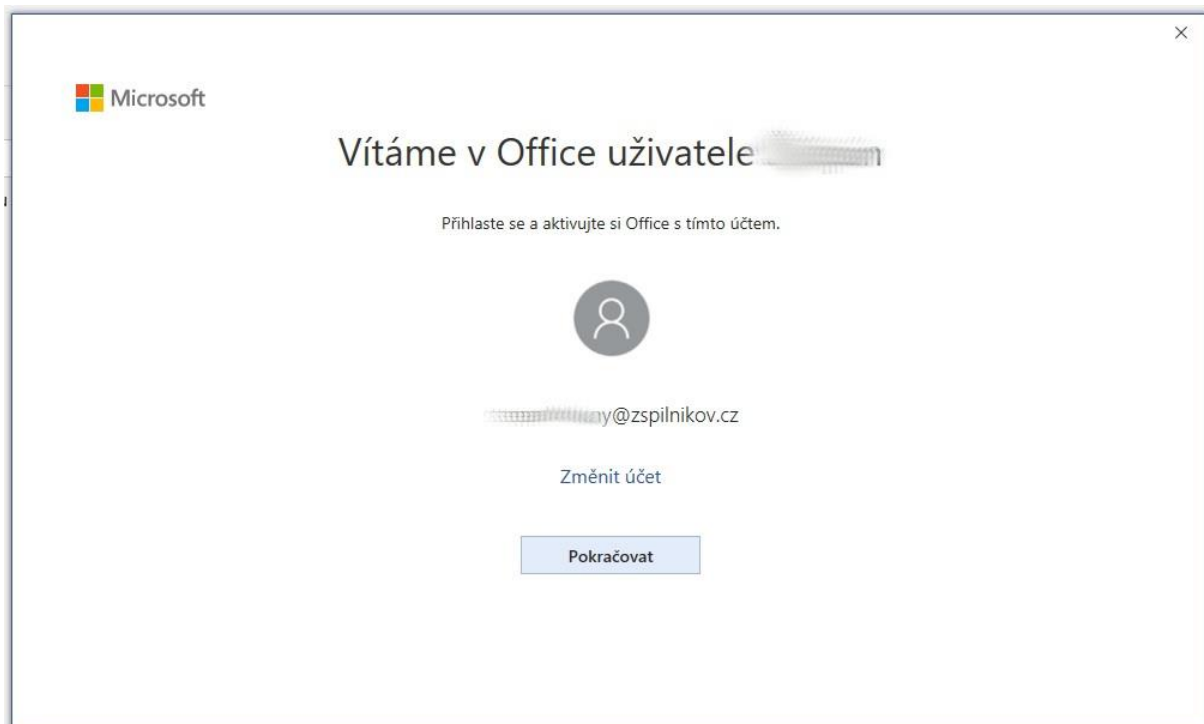 Microsoft
Vítáme v Office uživatele
Přihlaste se a aktivujte si Office s tímto účtem.
y@zspilnikov.cz
Změnit účet
Pokračovat